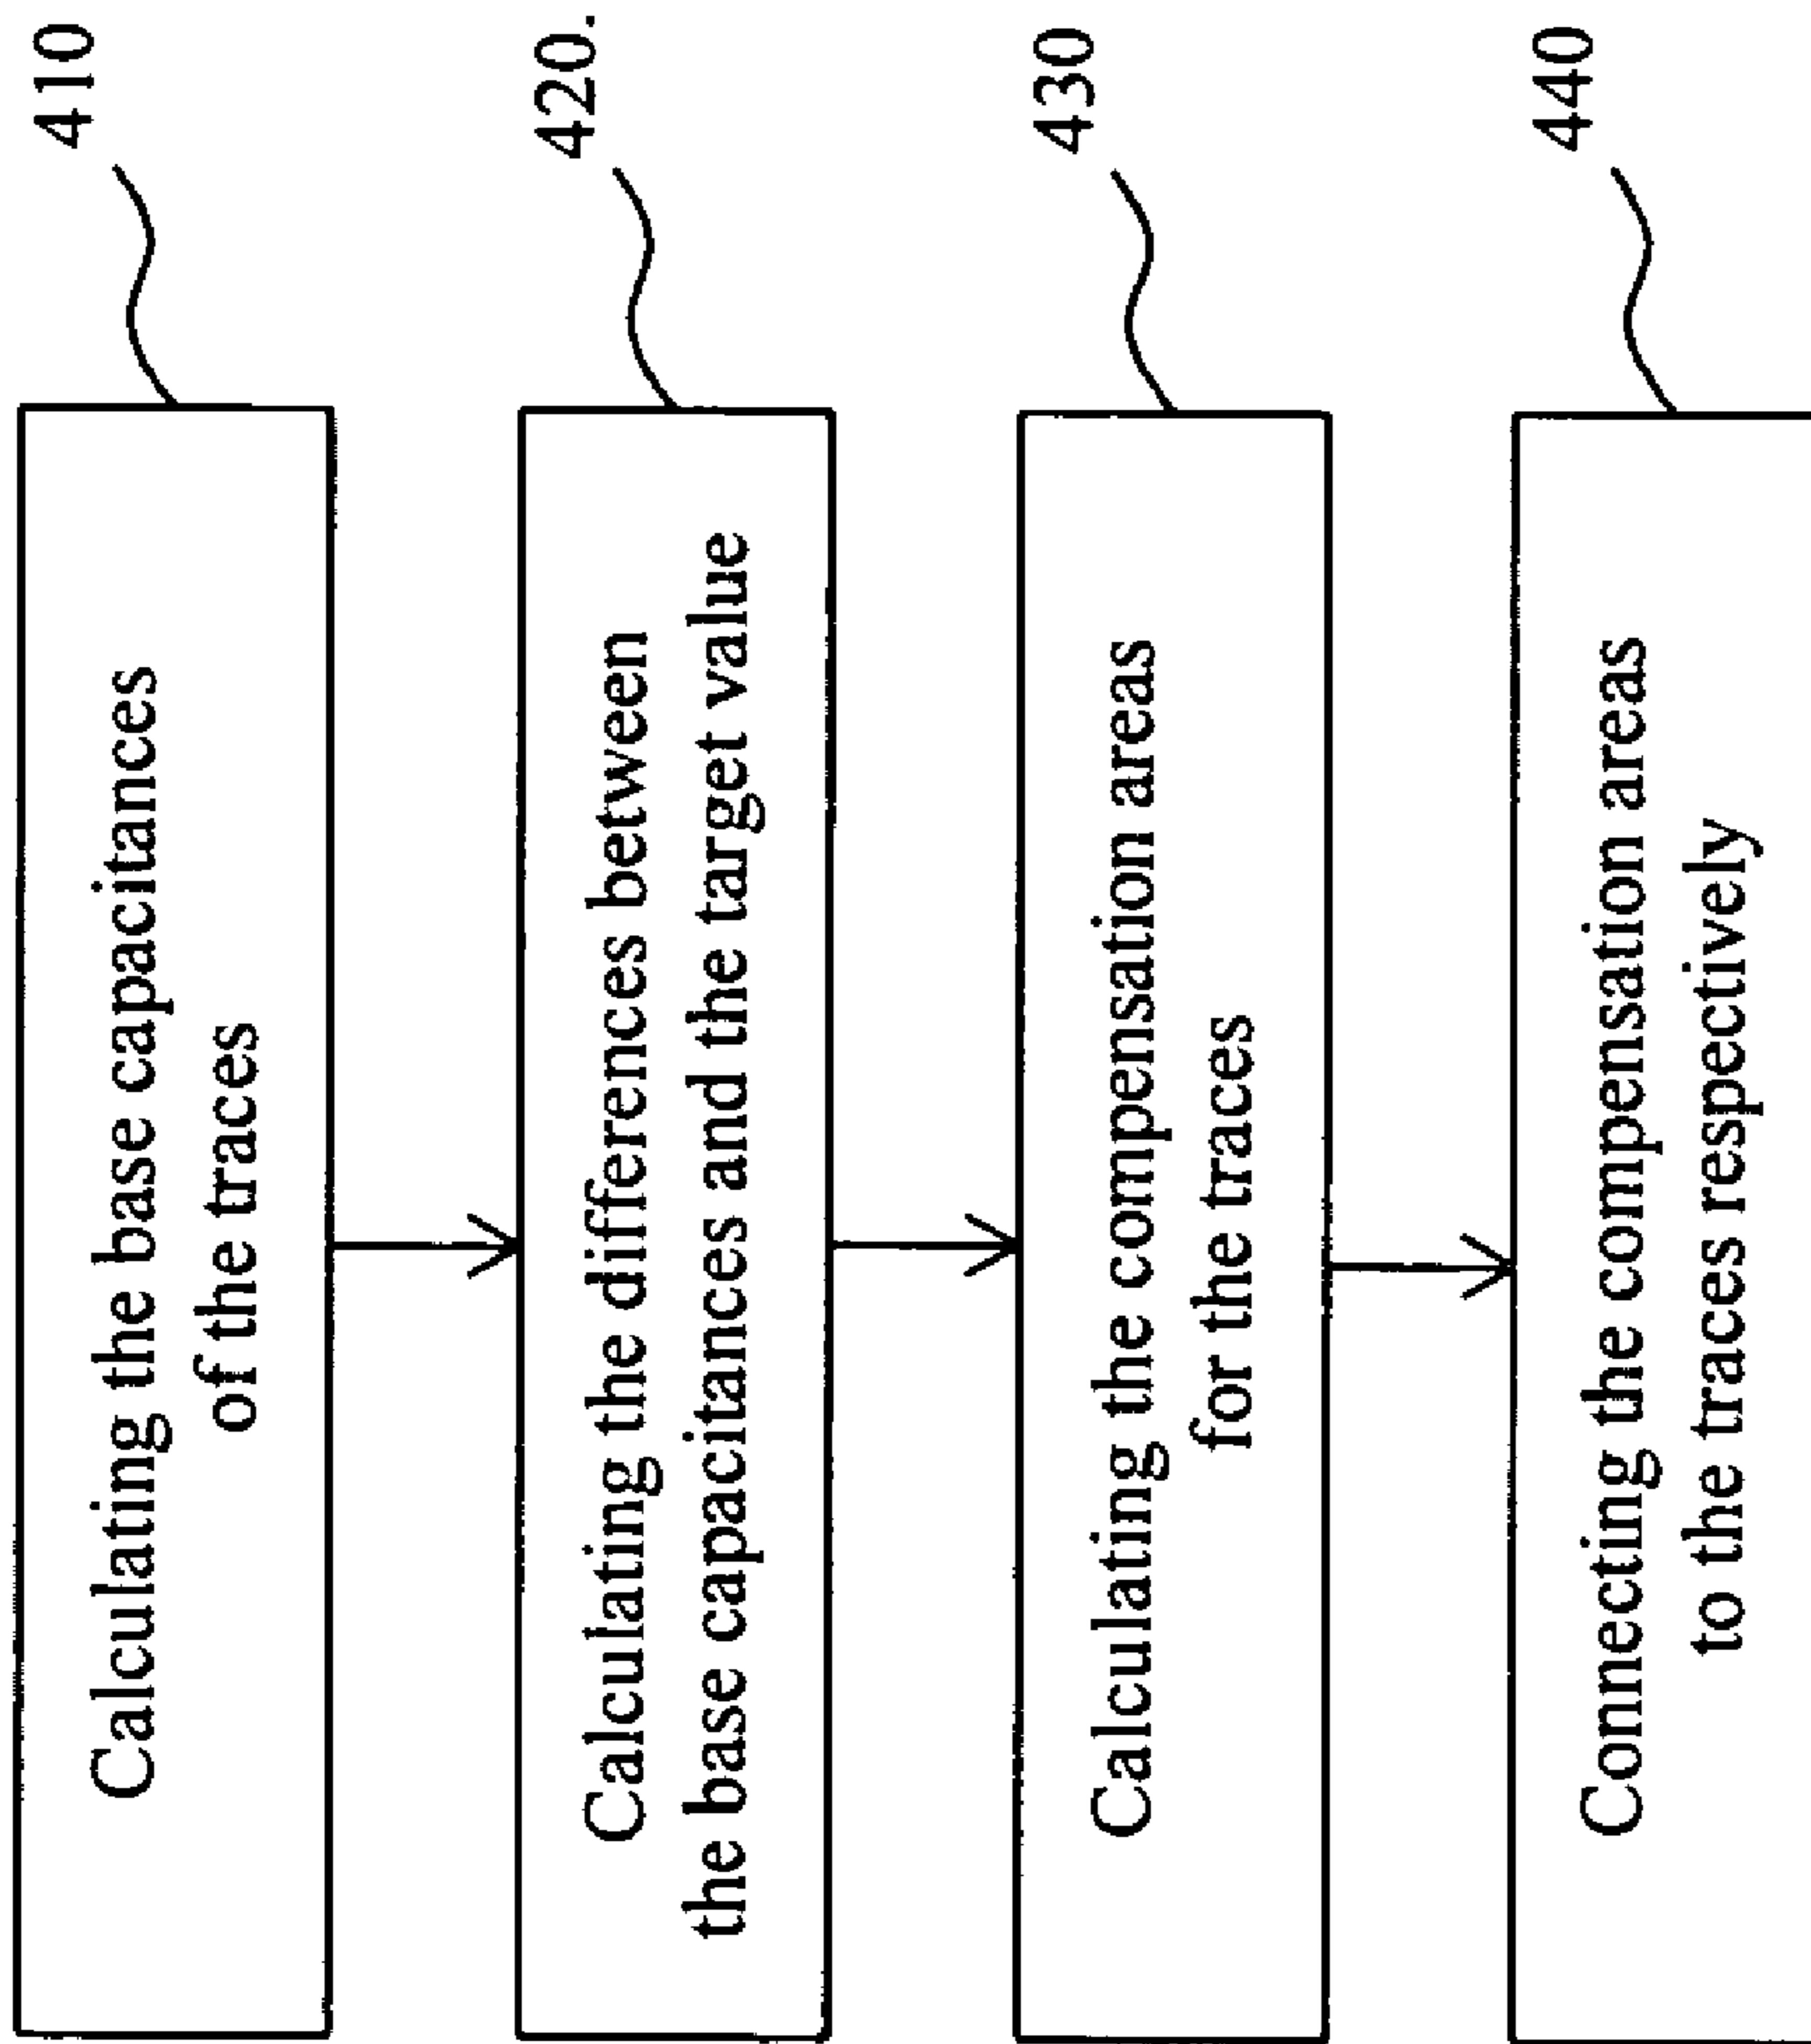 Calculating the base capacitances
of the traces
410
Calculating the differences between
the base capacitances and the target value
420.
Calculating the compensation areas
for the traces
430
Connecting the compensation areas
to the traces respectively
440